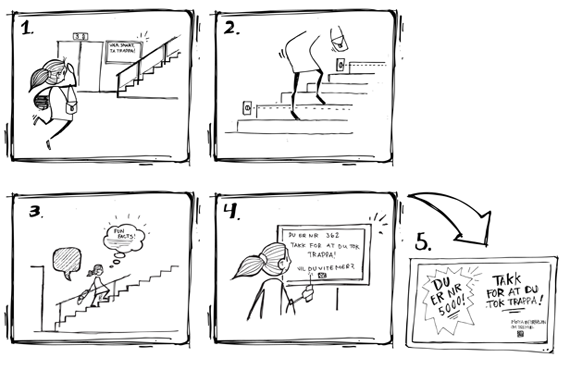 1.
VÆR SMART,
TA TRAPPA!
2.
3.
FUN
FACTS!
4.
DU ER NR 362
TAKK FOR AT DU TOK
TRAPPA!
VIL DU VITE MER?
5.
DU
ER NR
5000!
TAKK
FOR AT DU
TOK TRAPPA!